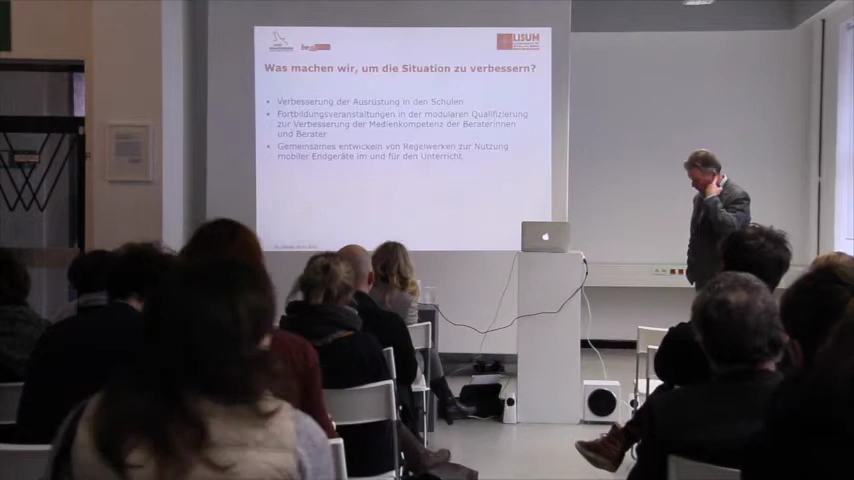 LISUM
Was machen wir, um die Situation zu verbessern?
• Verbesserung der Ausrüstung in den Schulen
• Fortbildungsveranstaltungen in der modularen Qualifizierung
zur Verbesserung der Medienkompetenz der Beraterinnen
und Berater
• Gemeinsames entwickeln von Regelwerken zur Nutzung
mobiler Endgeräte im und für den Unterricht